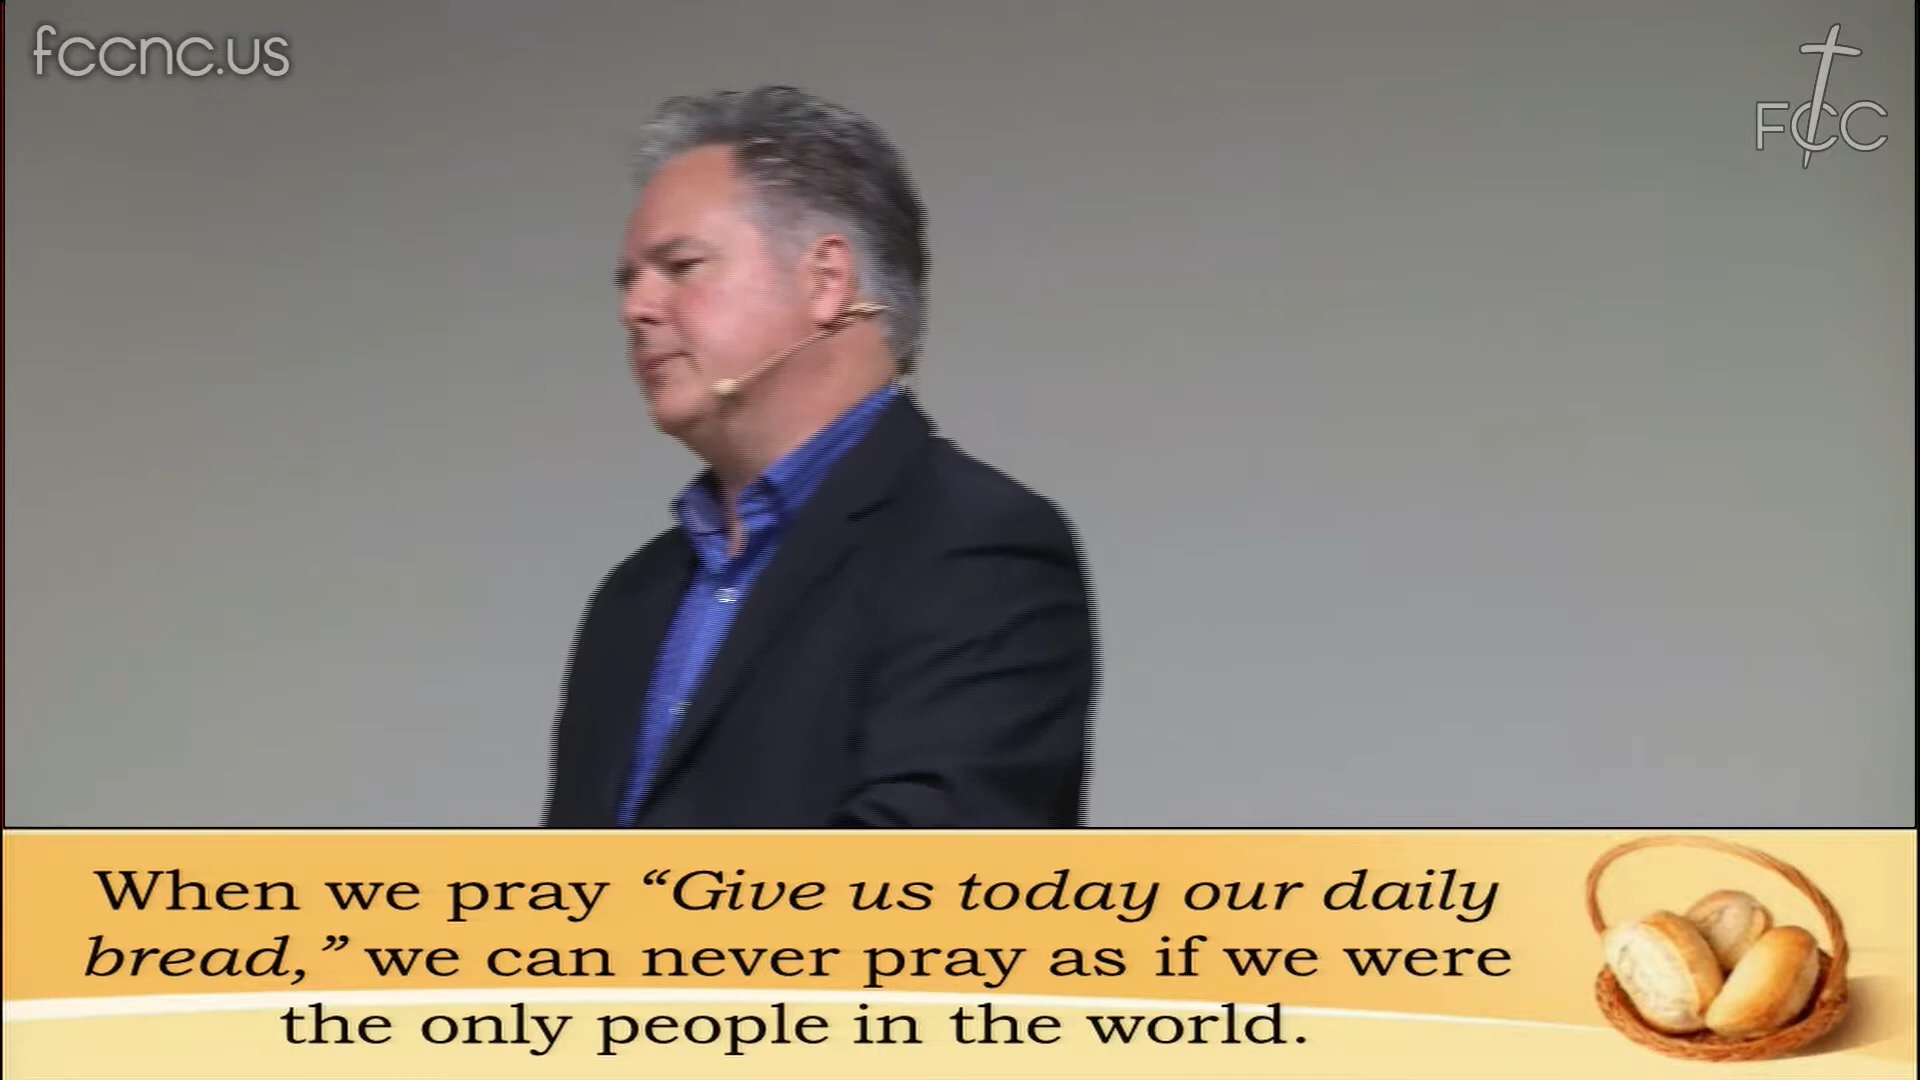 fccnc.us
FCC
When we pray “Give us today our daily
bread,” we can never pray as if we were
the only people in the world.